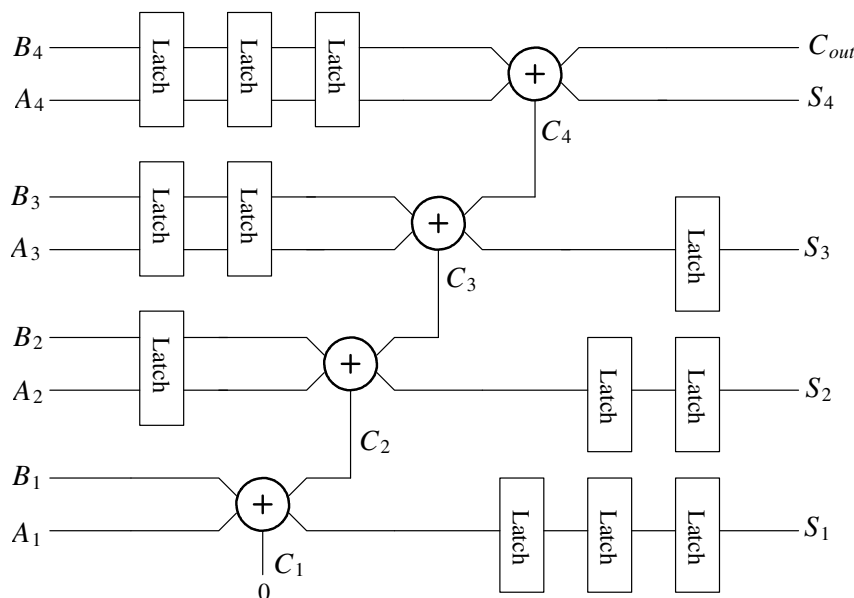 B4 Latch Latch Latch + Cout
A4 S4
C4
B3 Latch Latch + Latch
A3 S3
C3
B2 Latch + Latch Latch
A2 S2
C2
B1 + Latch Latch Latch
A1 S1
C1
0